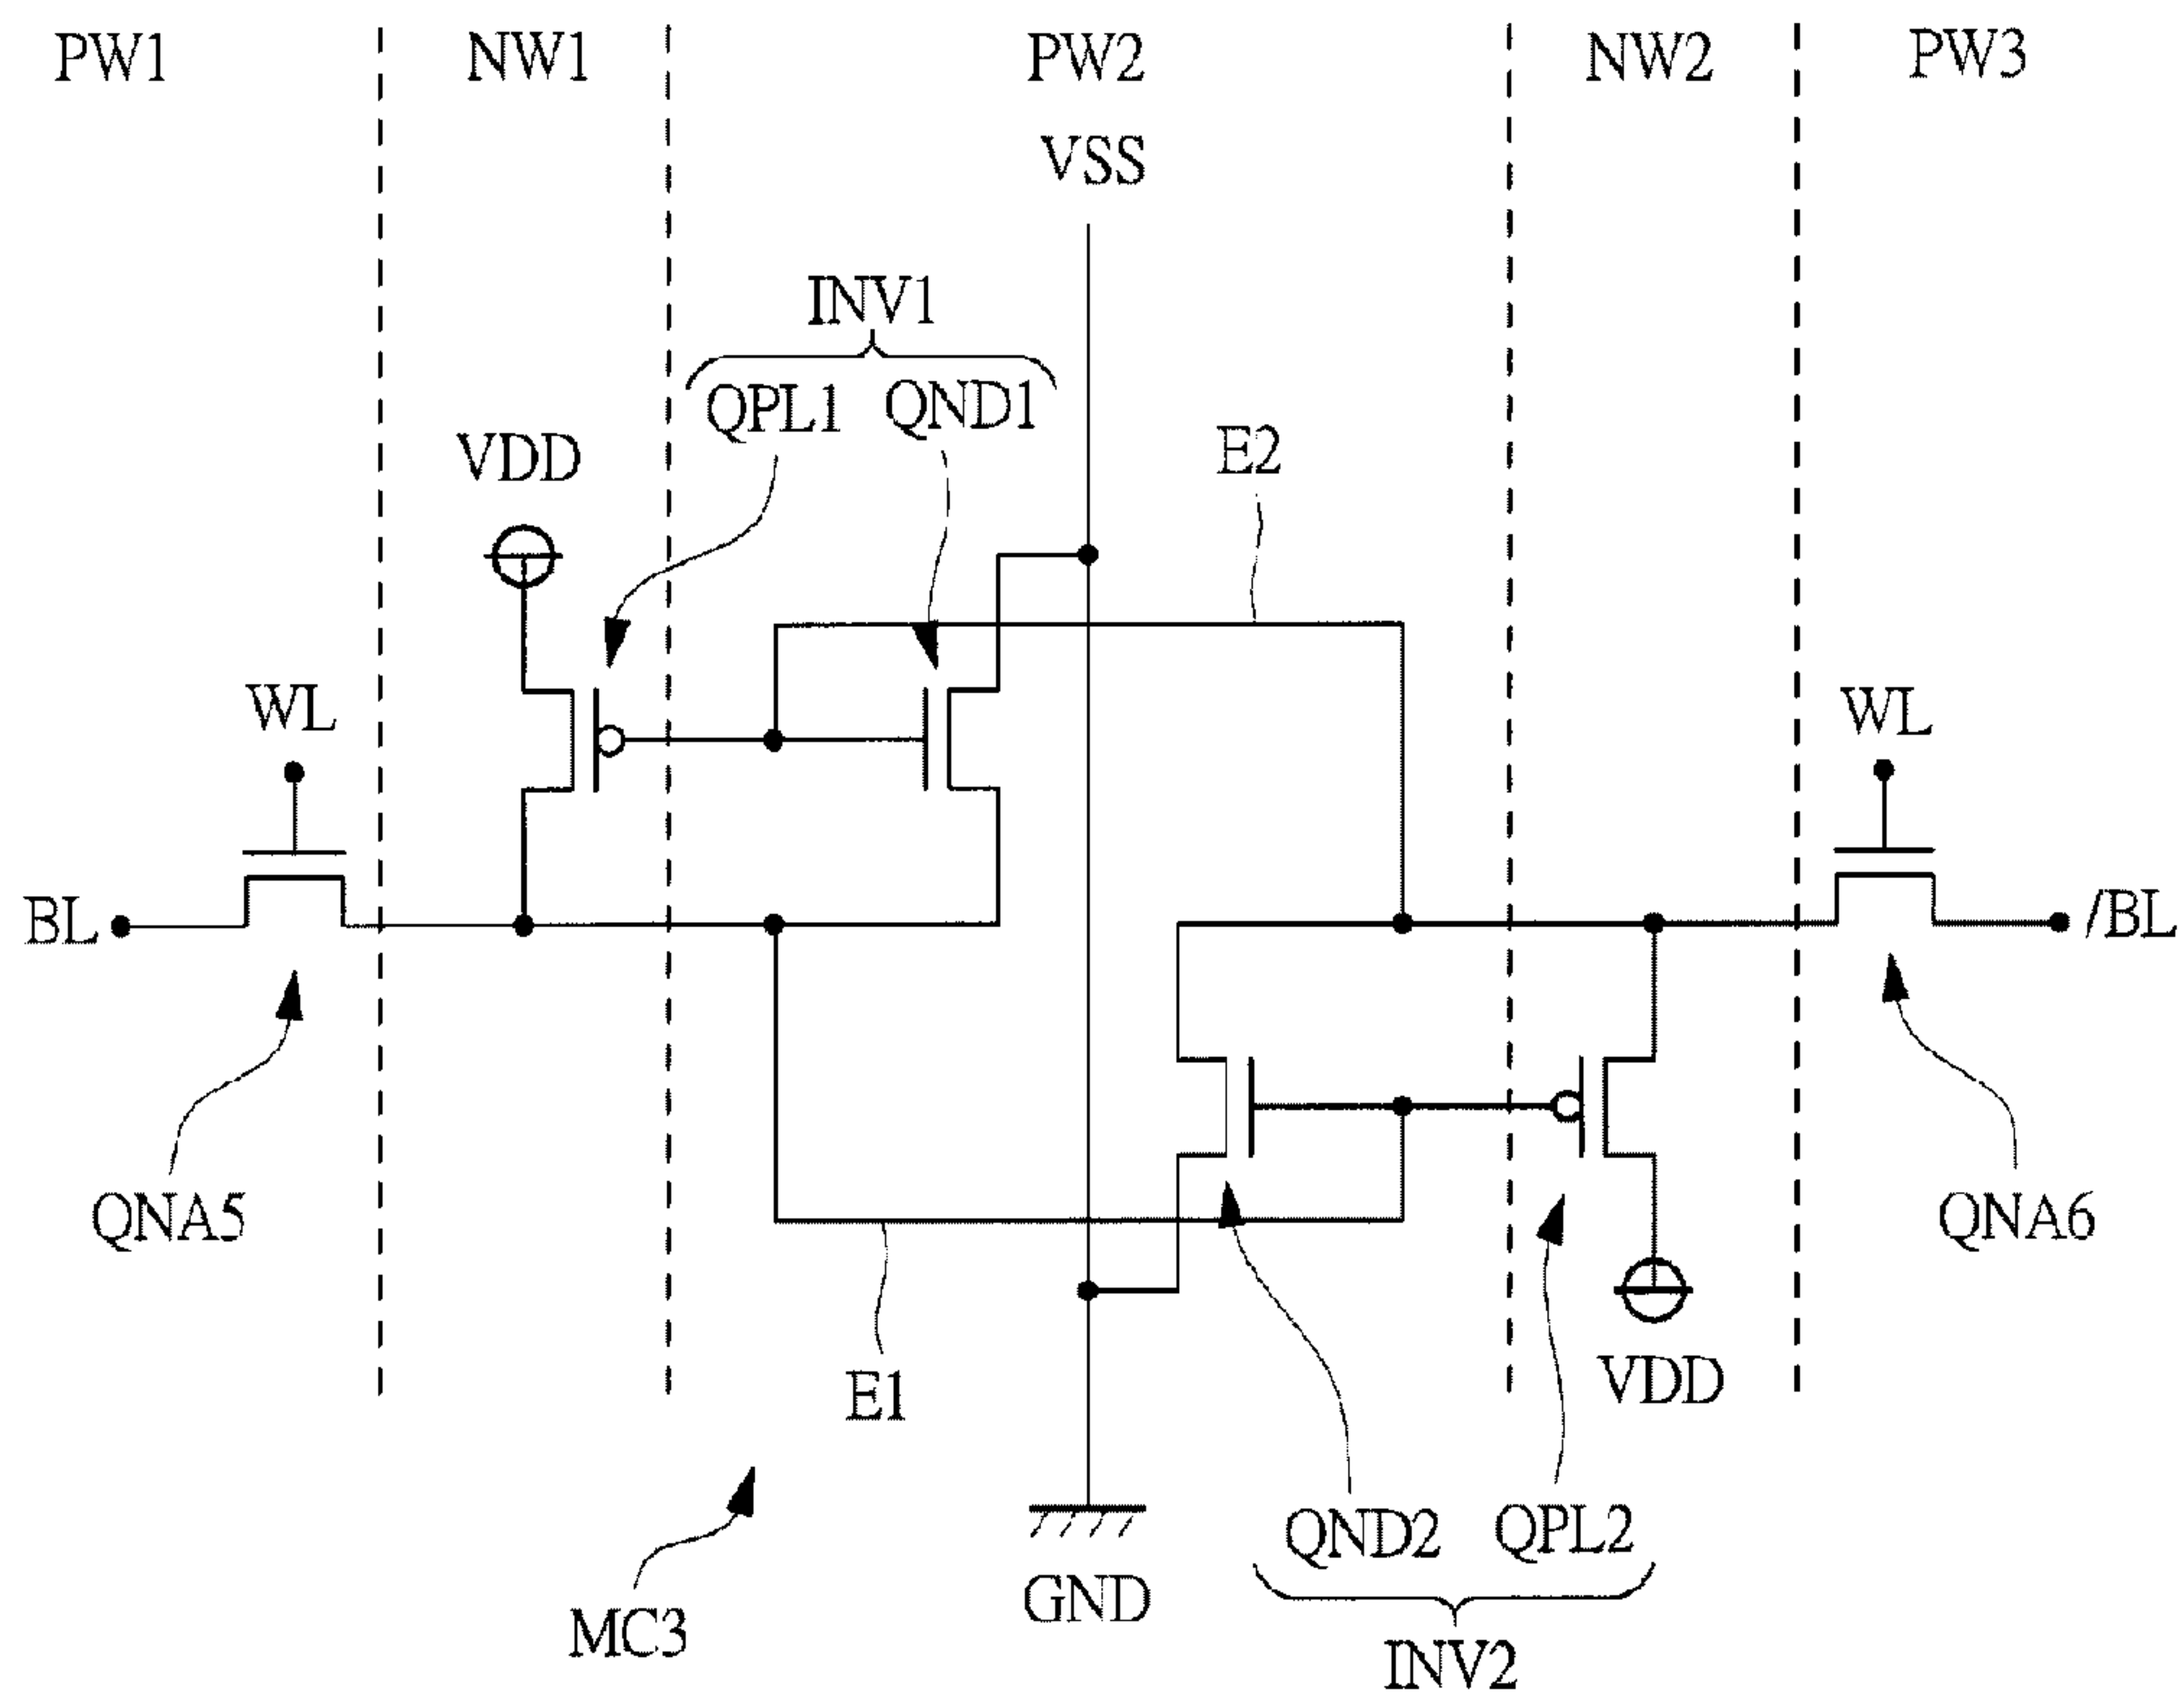 PW1 NW1 PW2 NW2 PW3
VSS
INV1
QPL1 QND1
VDD
E2
WL
WL
BL
/BL
QNA5
QNA6
VDD
E1
QND2 QPL2
GND
MC3
INV2